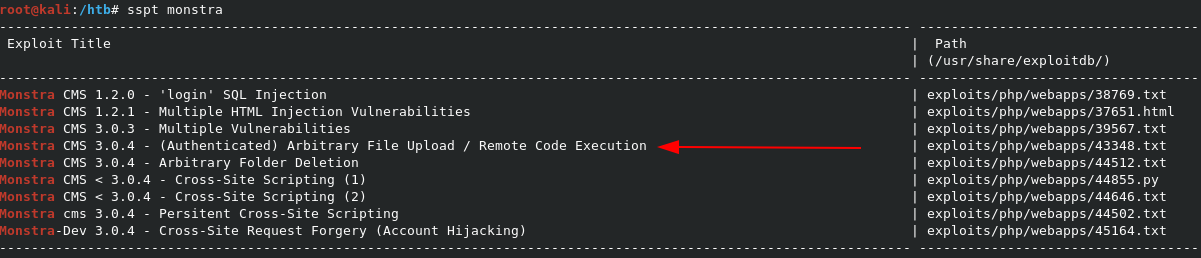 root@kali:/htb# sspt monstra
Exploit Title | Path
| (/usr/share/exploitdb/)
Monstra CMS 1.2.0 - 'login' SQL Injection | exploits/php/webapps/38769.txt
Monstra CMS 1.2.1 - Multiple HTML Injection Vulnerabilities | exploits/php/webapps/37651.html
Monstra CMS 3.0.3 - Multiple Vulnerabilities | exploits/php/webapps/39567.txt
Monstra CMS 3.0.4 - (Authenticated) Arbitrary File Upload / Remote Code Execution | exploits/php/webapps/43348.txt
Monstra CMS 3.0.4 - Arbitrary Folder Deletion | exploits/php/webapps/44512.txt
Monstra CMS < 3.0.4 - Cross-Site Scripting (1) | exploits/php/webapps/44855.py
Monstra CMS < 3.0.4 - Cross-Site Scripting (2) | exploits/php/webapps/44646.txt
Monstra cms 3.0.4 - Persitent Cross-Site Scripting | exploits/php/webapps/44502.txt
Monstra-Dev 3.0.4 - Cross-Site Request Forgery (Account Hijacking) | exploits/php/webapps/45164.txt